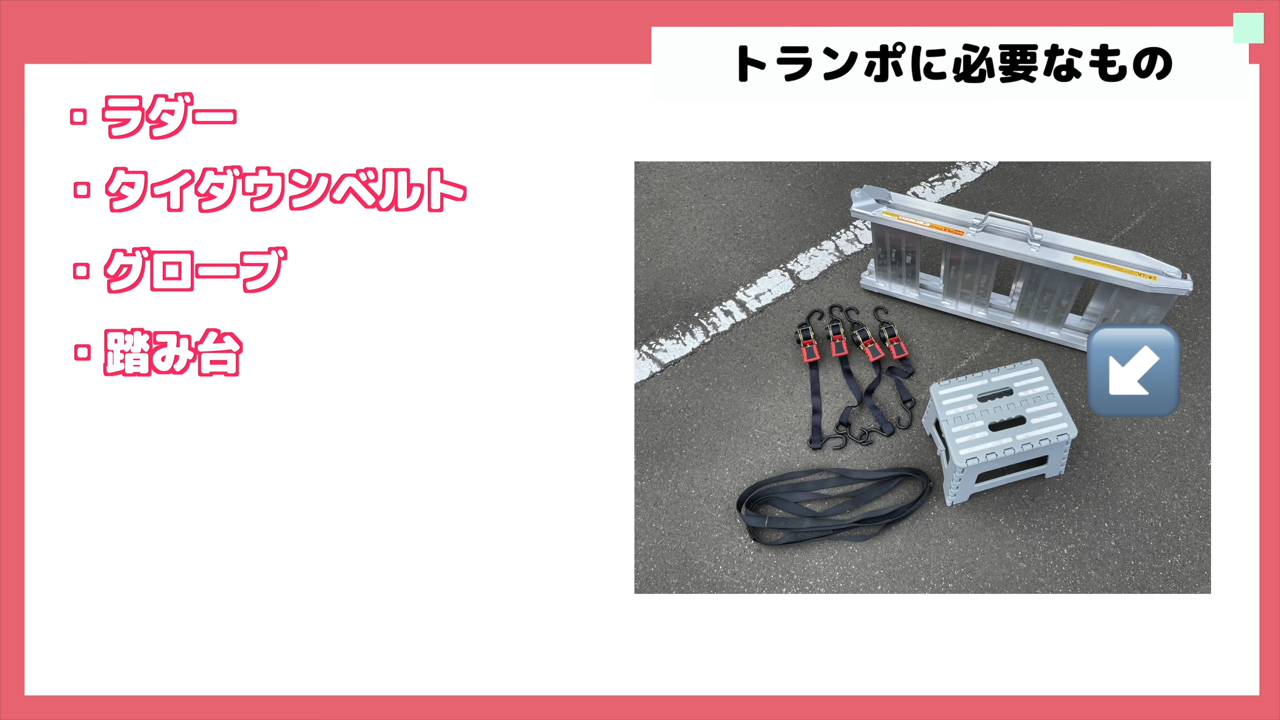 トランポに必要なもの
・ラダー
・タイダウンベルト
・グローブ
・踏み台